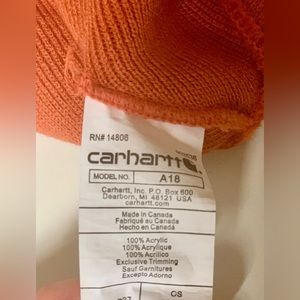 RN# 14806
carhartt
MODEL NO. A18
Carhartt, Inc. P.O. Box 600
Dearborn, MI 48121 USA
carhartt.com
Made in Canada
Fabriqué au Canada
Hecho en Canadá
100% Acrylic
100% Acrylique
100% Acrílico
Exclusive Trimming
Sauf Garnitures
Excepto Adorno
OS